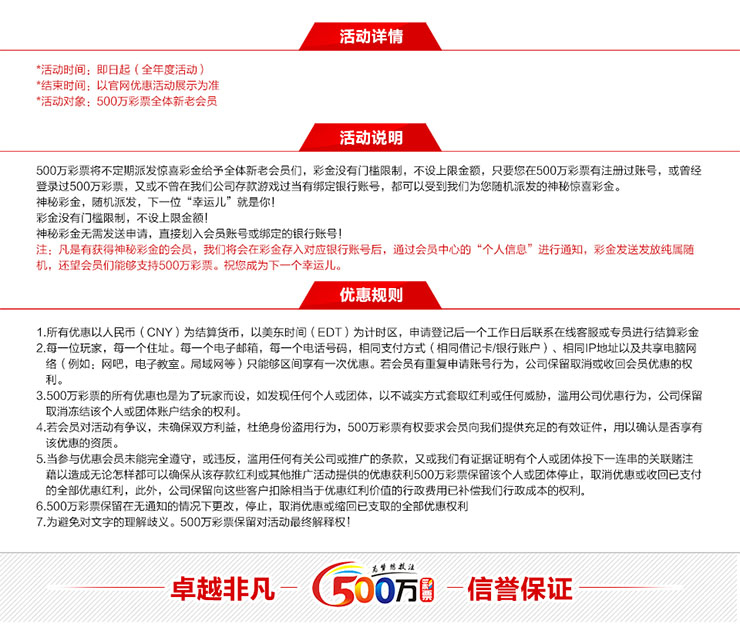 活动详情
*活动时间：即日起（全年度活动）
*结束时间：以官网优惠活动展示为准
*活动对象：500万彩票全体新老会员
活动说明
500万彩票将不定期派发惊喜彩金给予全体新老会员们，彩金没有门槛限制，不设上限金额，只要您在500万彩票有注册过账号，或曾经
登录过500万彩票，又或不曾在我们公司存款游戏过当有绑定银行账号，都可以受到我们为您随机派发的神秘惊喜彩金。
神秘彩金，随机派发，下一位“幸运儿”就是你！
彩金没有门槛限制，不设上限金额！
神秘彩金无需发送申请，直接划入会员账号或绑定的银行账号！
注：凡是有获得神秘彩金的会员，我们将会在彩金存入对应银行账号后，通过会员中心的“个人信息”进行通知，彩金发送发放纯属随
机，还望会员们能够支持500万彩票。祝您成为下一个幸运儿。
优惠规则
1.所有优惠以人民币（CNY）为结算货币，以美东时间（EDT）为计时区，申请登记后一个工作日后联系在线客服或专员进行结算彩金
2.每一位玩家，每一个住址。每一个电子邮箱，每一个电话号码，相同支付方式（相同借记卡/银行账户）、相同IP地址以及共享电脑网
络（例如：网吧，电子教室。局域网等）只能够区间享有一次优惠。若会员有重复申请账号行为，公司保留取消或收回会员优惠的权
利。
3.500万彩票的所有优惠也是为了玩家而设，如发现任何个人或团体，以不诚实方式套取红利或任何威胁，滥用公司优惠行为，公司保留
取消冻结该个人或团体账户结余的权利。
4.若会员对活动有争议，未确保双方利益，杜绝身份盗用行为，500万彩票有权要求会员向我们提供充足的有效证件，用以确认是否享有
该优惠的资质。
5.当参与优惠会员未能完全遵守，或违反，滥用任何有关公司或推广的条款，又或我们有证据证明有个人或团体投下一连串的关联赌注
藉以造成无论怎样都可以确保从该存款红利或其他推广活动提供的优惠获利500万彩票保留该个人或团体停止，取消优惠或收回已支付
的全部优惠红利，此外，公司保留向这些客户扣除相当于优惠红利价值的行政费用已补偿我们行政成本的权利。
6.500万彩票保留在无通知的情况下更改，停止，取消优惠或缩回已支取的全部优惠权利
7.为避免对文字的理解歧义。500万彩票保留对活动最终解释权！
卓越非凡
500万彩票
信誉保证